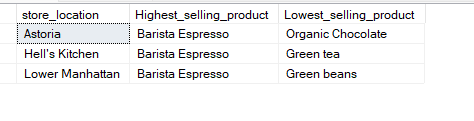 store_location Highest_selling_product Lowest_selling_product
Astoria Barista Espresso Organic Chocolate
Hell's Kitchen Barista Espresso Green tea
Lower Manhattan Barista Espresso Green beans